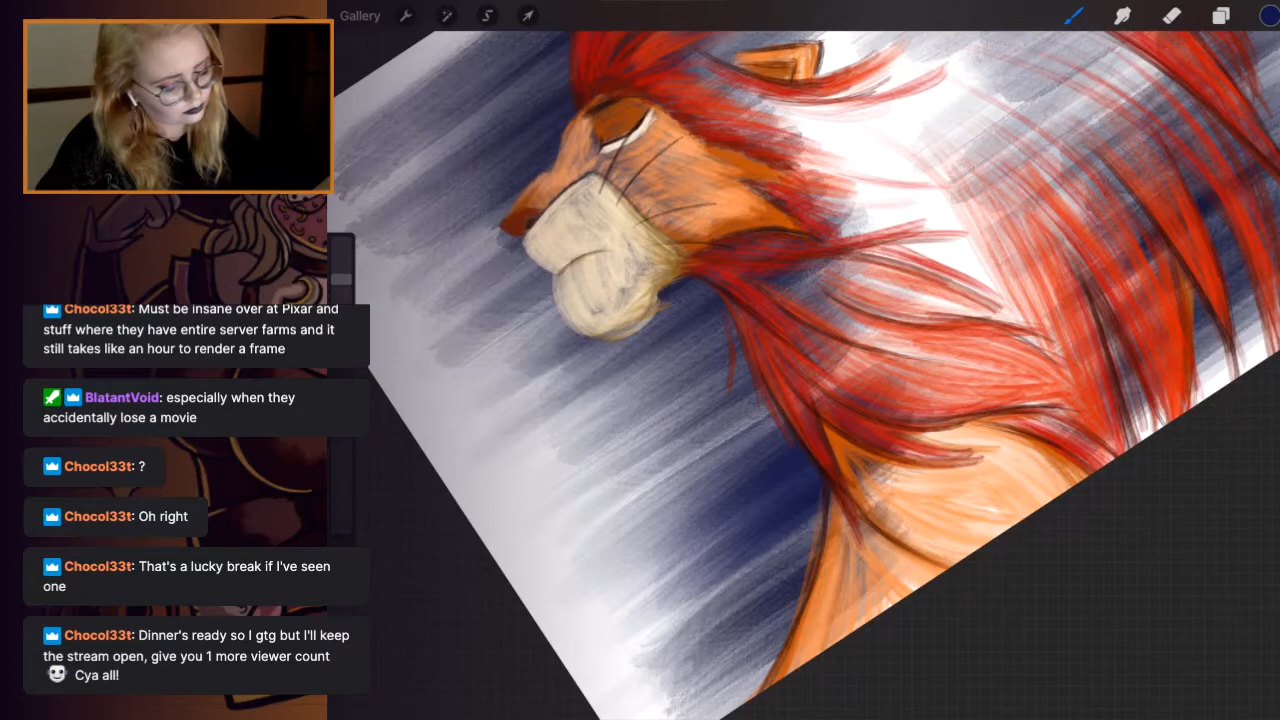 Gallery
Chocol33t: Must be insane over at Pixar and
stuff where they have entire server farms and it
still takes like an hour to render a frame
BlatantVoid: especially when they
accidentally lose a movie
Chocol33t: ?
Chocol33t: Oh right
Chocol33t: That's a lucky break if I've seen
one
Chocol33t: Dinner's ready so I gtg but I'll keep
the stream open, give you 1 more viewer count
Cya all!